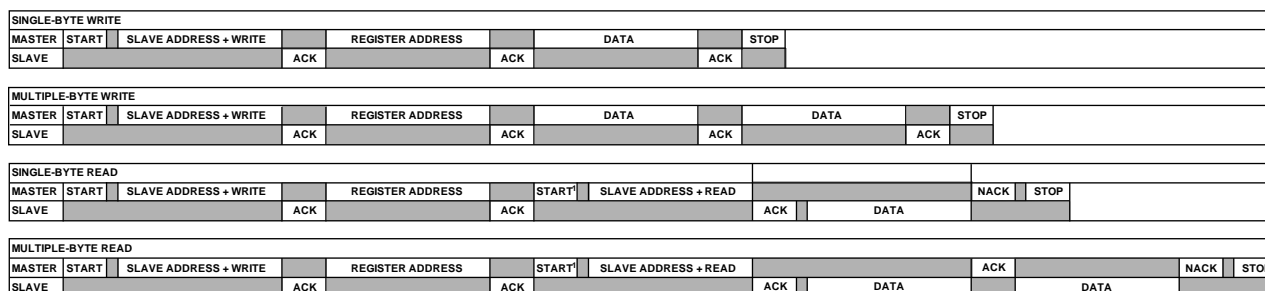 SINGLE-BYTE WRITE
MASTER START SLAVE ADDRESS + WRITE REGISTER ADDRESS DATA STOP
SLAVE ACK ACK ACK
MULTIPLE-BYTE WRITE
MASTER START SLAVE ADDRESS + WRITE REGISTER ADDRESS DATA DATA STOP
SLAVE ACK ACK ACK ACK
SINGLE-BYTE READ
MASTER START SLAVE ADDRESS + WRITE REGISTER ADDRESS START¹ SLAVE ADDRESS + READ NACK STOP
SLAVE ACK ACK ACK DATA
MULTIPLE-BYTE READ
MASTER START SLAVE ADDRESS + WRITE REGISTER ADDRESS START¹ SLAVE ADDRESS + READ ACK NACK STO
SLAVE ACK ACK ACK DATA DATA